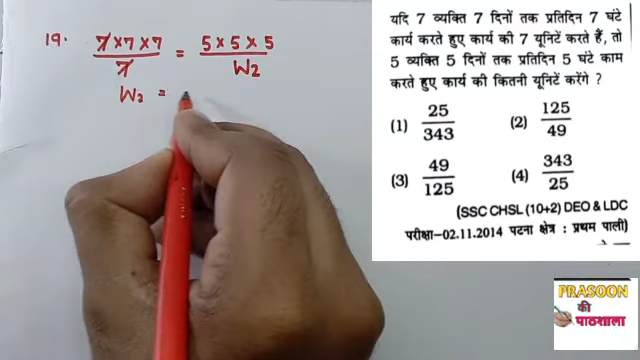 19. 7 × 7 × 7 / 7 = 5 × 5 × 5 / W2
W2 =
यदि 7 व्यक्ति 7 दिनों तक प्रतिदिन 7 घंटे
कार्य करते हुए कार्य की 7 यूनिटें करते हैं, तो
5 व्यक्ति 5 दिनों तक प्रतिदिन 5 घंटे काम
करते हुए कार्य की कितनी यूनिटें करेंगे ?
(1) 25/343 (2) 125/49
(3) 49/125 (4) 343/25
(SSC CHSL (10+2) DEO & LDC
परीक्षा–02.11.2014 पटना क्षेत्र : प्रथम पाली)
PRASOON
की
पाठशाला